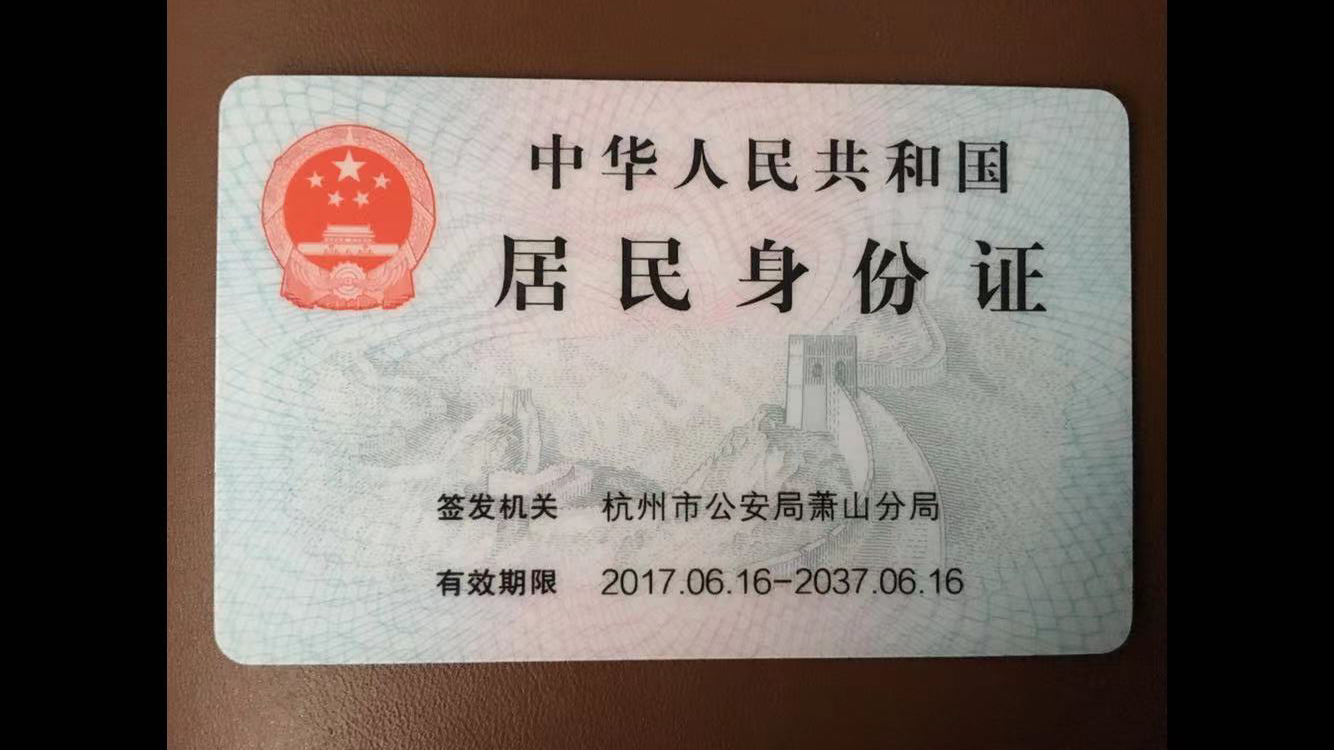 中华人民共和国
居民身份证
签发机关 杭州市公安局萧山分局
有效期限 2017.06.16-2037.06.16